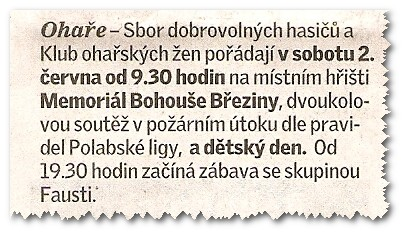 Ohaře – Sbor dobrovolných hasičů a
Klub ohařských žen pořádají v sobotu 2.
června od 9.30 hodin na místním hřišti
Memoriál Bohouše Březiny, dvoukolo-
vou soutěž v požárním útoku dle pravi-
del Polabské ligy, a dětský den. Od
19.30 hodin začíná zábava se skupinou
Fausti.